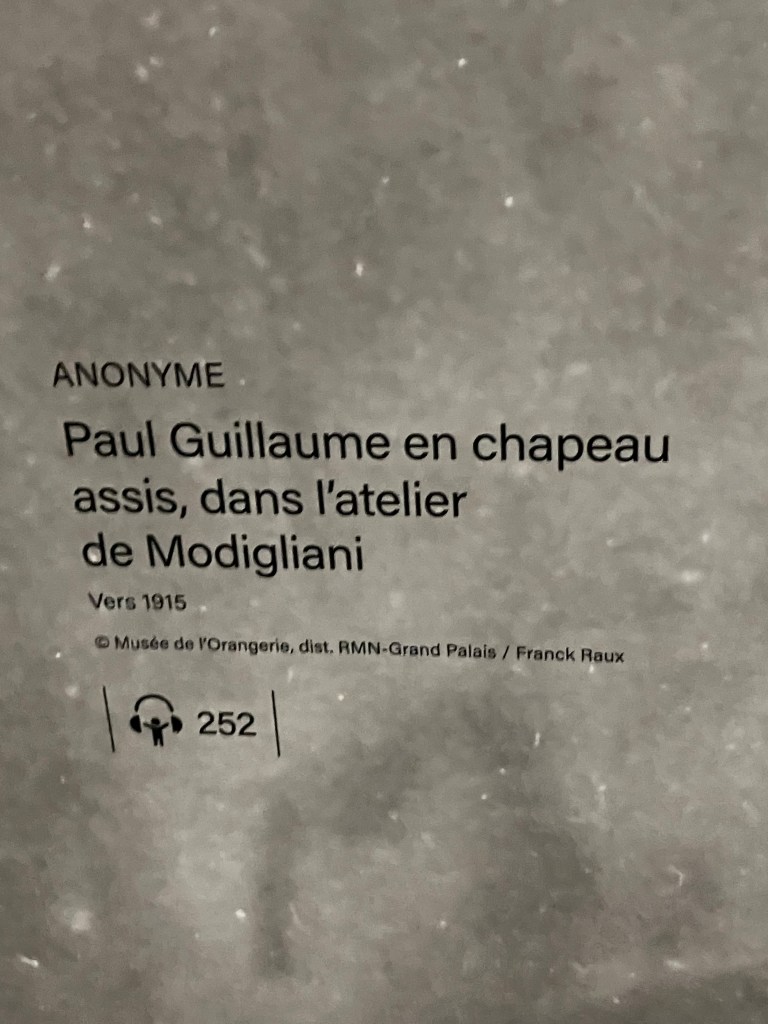 ANONYME
Paul Guillaume en chapeau
assis, dans l'atelier
de Modigliani
Vers 1915
© Musée de l'Orangerie, dist. RMN-Grand Palais / Franck Raux
252